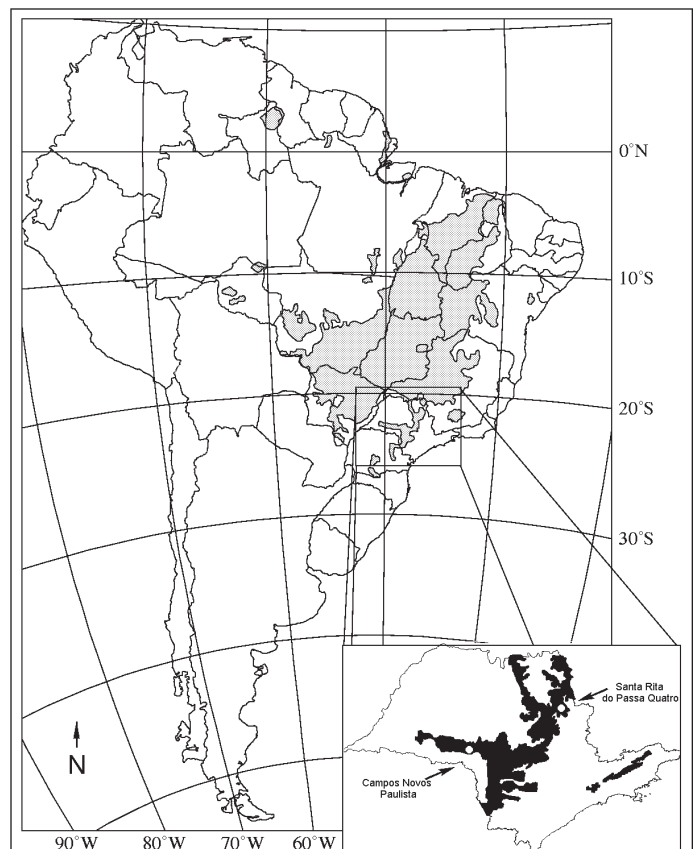 0°N
10°S
20°S
30°S
N
90°W 80°W 70°W 60°W
Santa Rita
do Passa Quatro
Campos Novos
Paulista